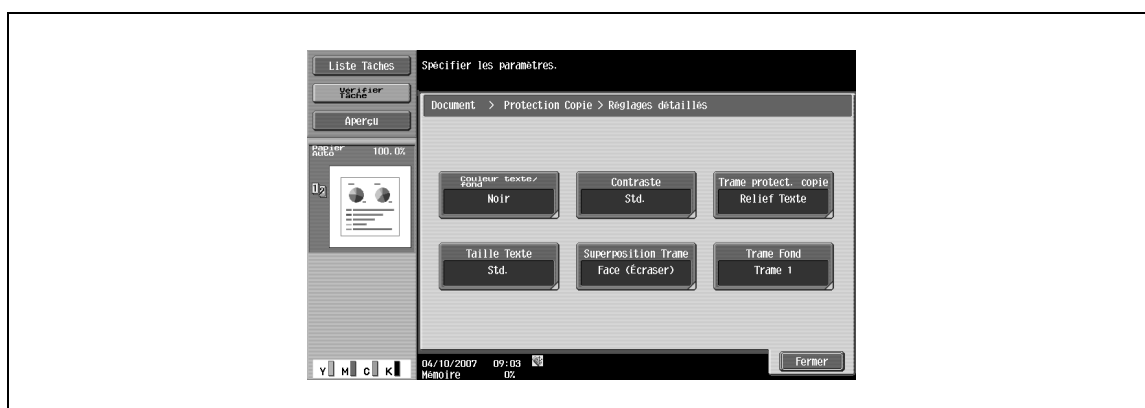 Liste Tâches
Spécifier les paramètres.
Vérifier
Tâche
Document > Protection Copie > Réglages détaillés
Aperçu
Papier
Auto 100.0%
Couleur texte/
fond
Noir
Contraste
Std.
Trame protect. copie
Relief Texte
Taille Texte
Std.
Superposition Trame
Face (Écraser)
Trame Fond
Trame 1
Y M C K
04/10/2007 09:03
Mémoire 0%
Fermer